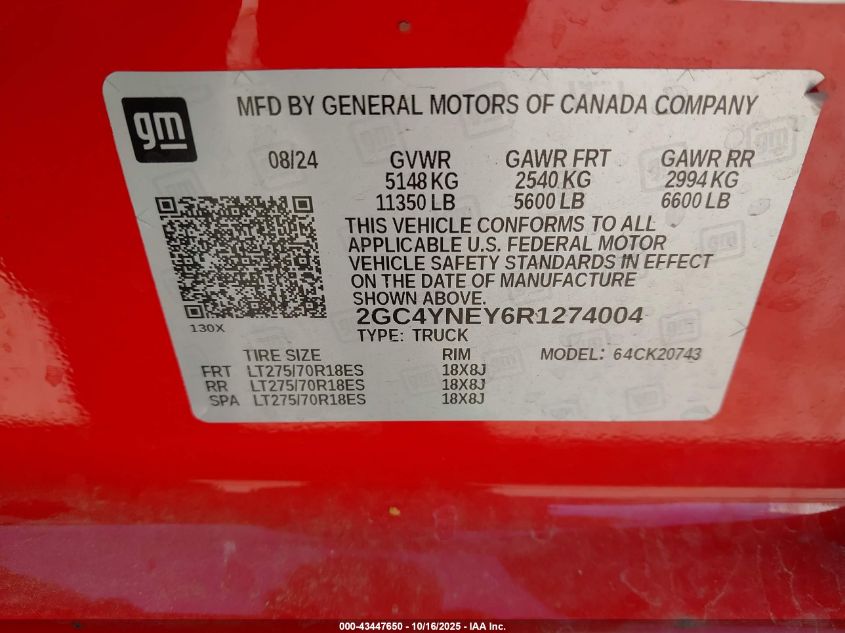 gm
MFD BY GENERAL MOTORS OF CANADA COMPANY
08/24 GVWR GAWR FRT GAWR RR
5148 KG 2540 KG 2994 KG
11350 LB 5600 LB 6600 LB
THIS VEHICLE CONFORMS TO ALL
APPLICABLE U.S. FEDERAL MOTOR
VEHICLE SAFETY STANDARDS IN EFFECT
ON THE DATE OF MANUFACTURE
SHOWN ABOVE.
130X
2GC4YNEY6R1274004
TYPE: TRUCK
TIRE SIZE RIM MODEL: 64CK20743
FRT LT275/70R18ES 18X8J
RR LT275/70R18ES 18X8J
SPA LT275/70R18ES 18X8J
000-43447650 - 10/16/2025 - IAA Inc.